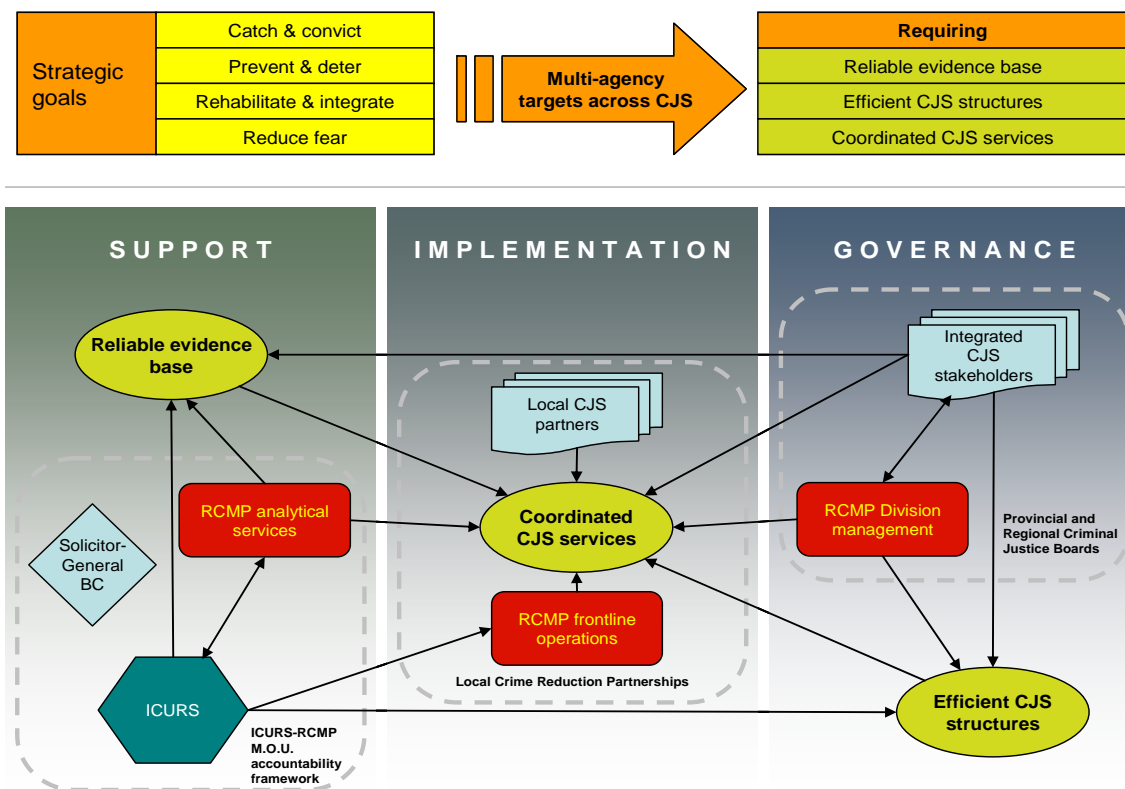 Strategic
goals
Catch & convict
Prevent & deter
Rehabilitate & integrate
Reduce fear
Multi-agency
targets across CJS
Requiring
Reliable evidence base
Efficient CJS structures
Coordinated CJS services
SUPPORT
IMPLEMENTATION
GOVERNANCE
Reliable evidence
base
Integrated
CJS
stakeholders
Local CJS
partners
RCMP analytical
services
Coordinated
CJS services
RCMP Division
management
Provincial and
Regional Criminal
Justice Boards
Solicitor-
General
BC
RCMP frontline
operations
Local Crime Reduction Partnerships
ICURS
ICURS-RCMP
M.O.U.
accountability
framework
Efficient CJS
structures